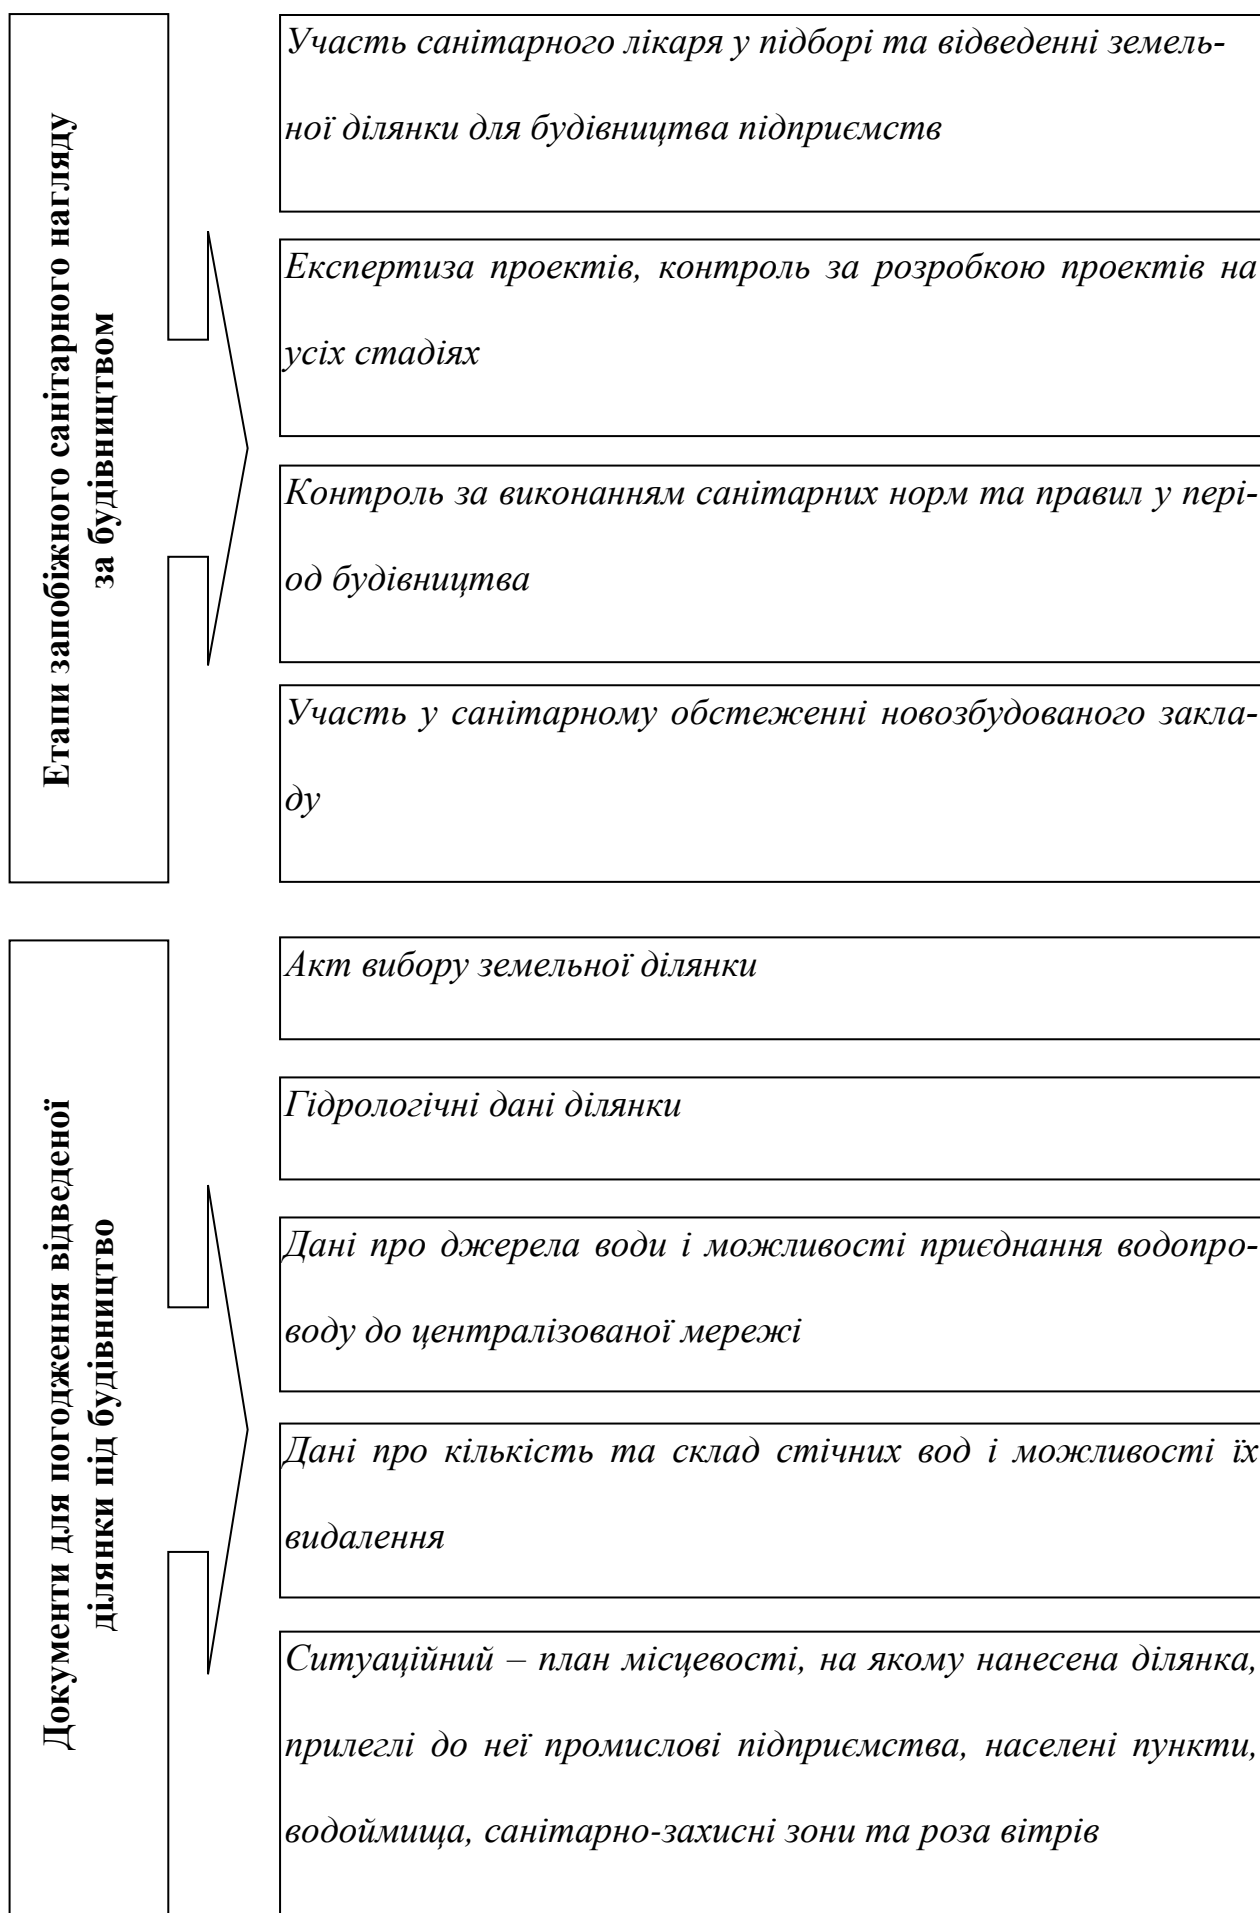 Етапи запобіжного санітарного нагляду
за будівництвом
Участь санітарного лікаря у підборі та відведенні земель-
ної ділянки для будівництва підприємств
Експертиза проектів, контроль за розробкою проектів на
усіх стадіях
Контроль за виконанням санітарних норм та правил у пері-
од будівництва
Участь у санітарному обстеженні новозбудованого закла-
ду
Документи для погодження відведеної
ділянки під будівництво
Акт вибору земельної ділянки
Гідрологічні дані ділянки
Дані про джерела води і можливості приєднання водопро-
воду до централізованої мережі
Дані про кількість та склад стічних вод і можливості їх
видалення
Ситуаційний – план місцевості, на якому нанесена ділянка,
прилеглі до неї промислові підприємства, населені пункти,
водоймища, санітарно-захисні зони та роза вітрів